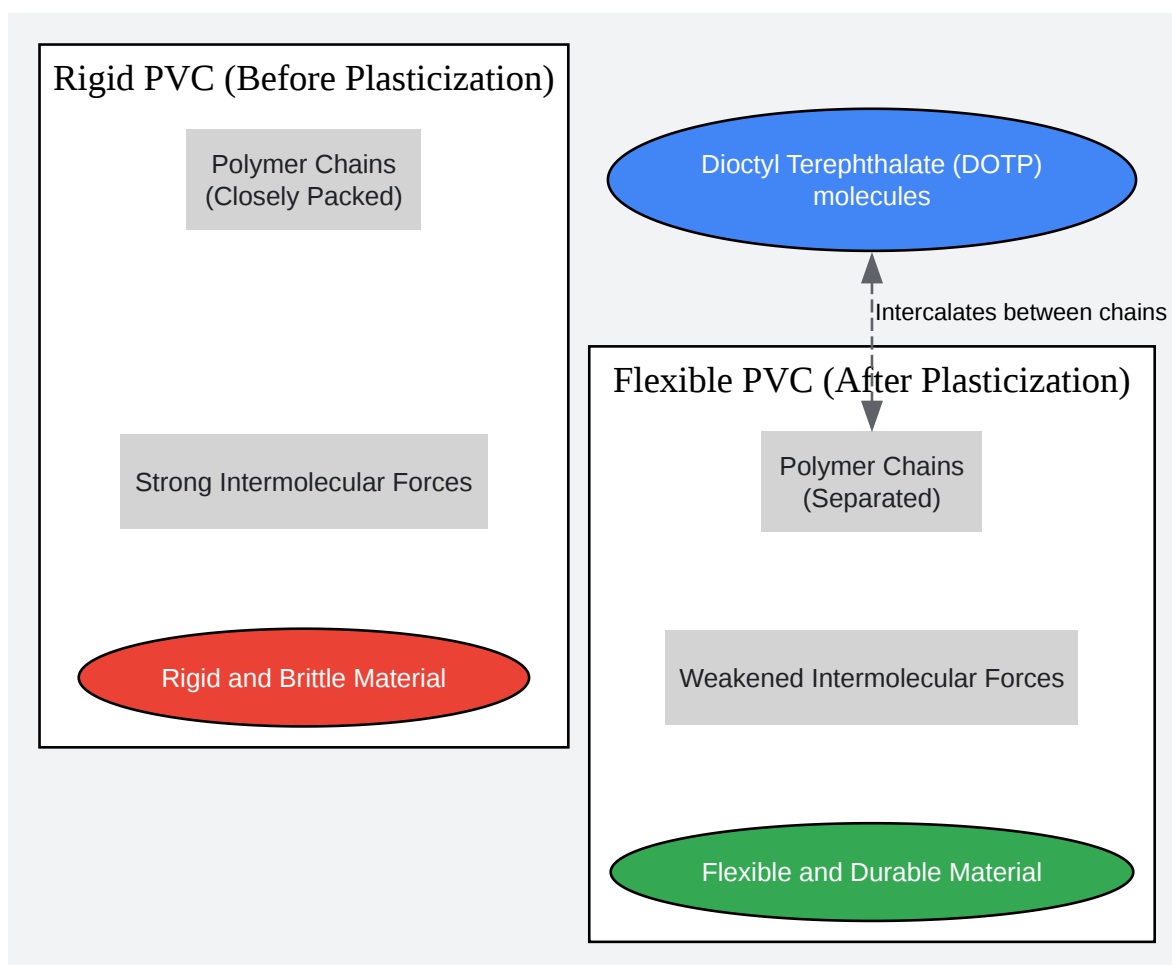 Rigid PVC (Before Plasticization)
Polymer Chains
(Closely Packed)
Strong Intermolecular Forces
Rigid and Brittle Material
Dioctyl Terephthalate (DOTP)
molecules
Intercalates between chains
Flexible PVC (After Plasticization)
Polymer Chains
(Separated)
Weakened Intermolecular Forces
Flexible and Durable Material